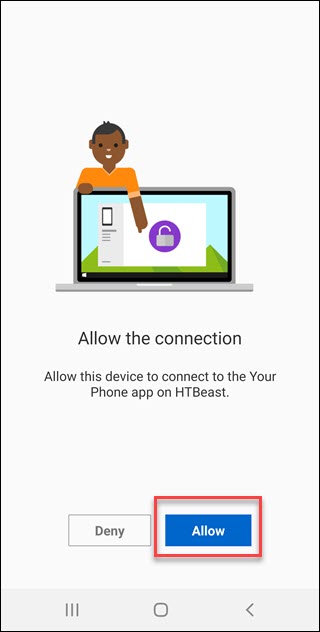 Allow the connection
Allow this device to connect to the Your
Phone app on HTBeast.
Deny
Allow